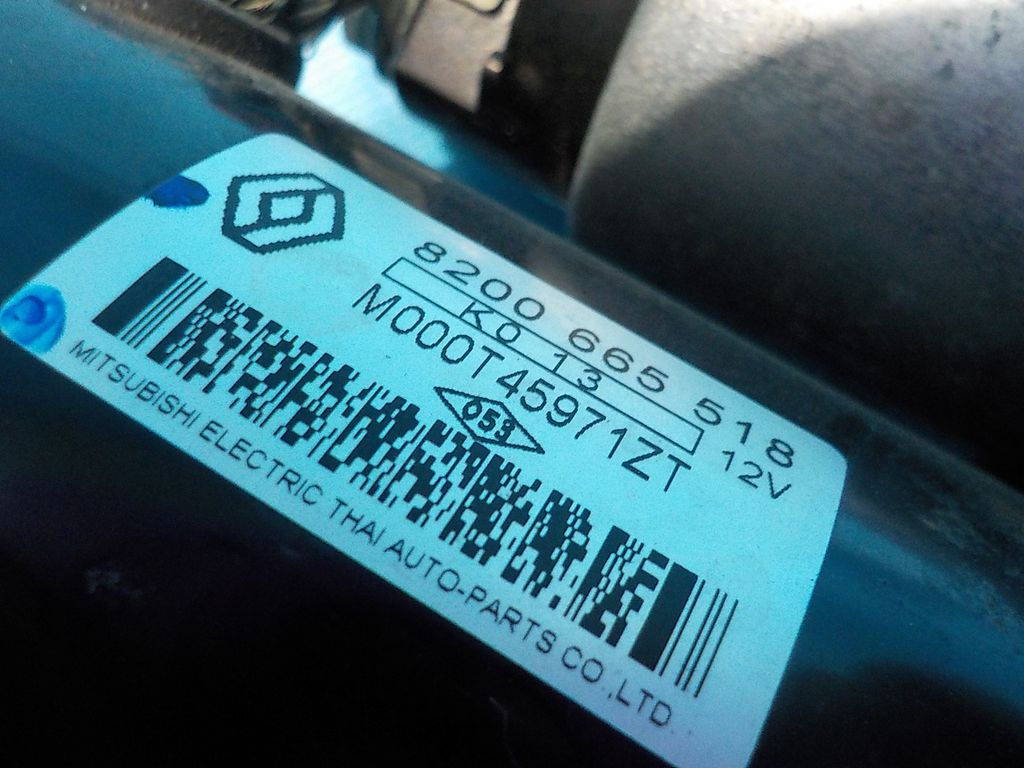 8200 665 518
K0 13
12V
M000T45971ZT
053
MITSUBISHI ELECTRIC THAI AUTO-PARTS CO.,LTD.